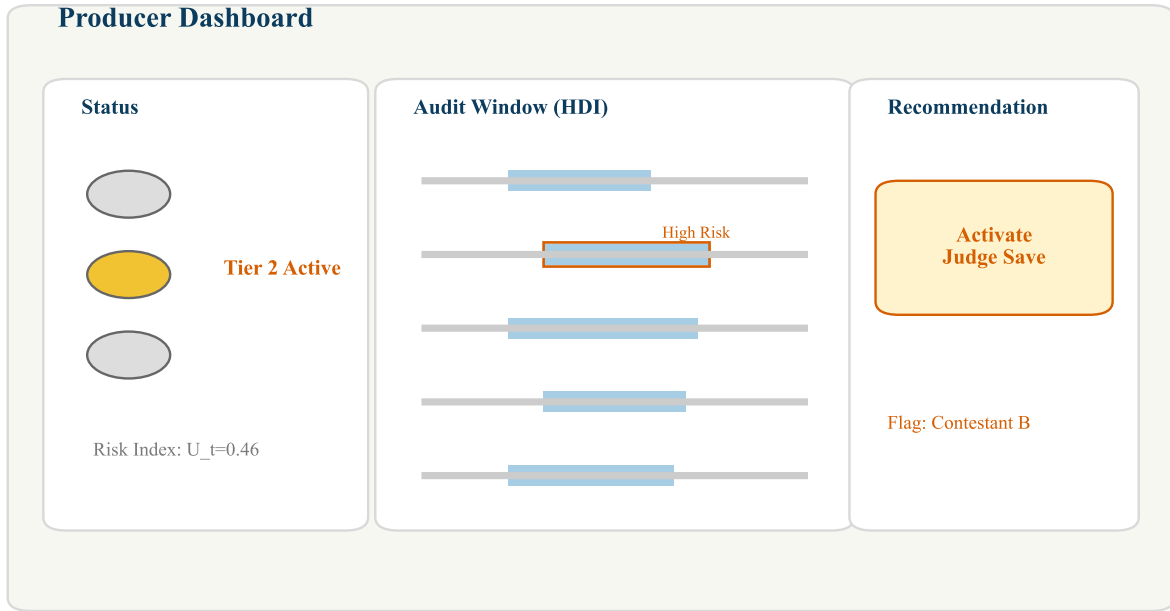 Producer Dashboard
Status
Tier 2 Active
Risk Index: U_t=0.46
Audit Window (HDI)
High Risk
Recommendation
Activate
Judge Save
Flag: Contestant B